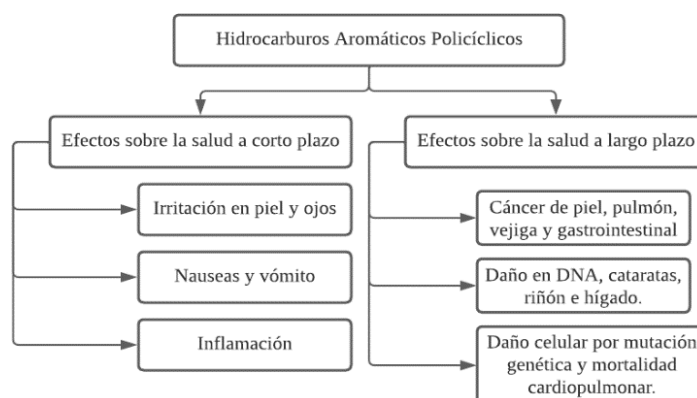 Hidrocarburos Aromáticos Policíclicos
Efectos sobre la salud a corto plazo
Irritación en piel y ojos
Nauseas y vómito
Inflamación
Efectos sobre la salud a largo plazo
Cáncer de piel, pulmón,
vejiga y gastrointestinal
Daño en DNA, cataratas,
riñón e hígado.
Daño celular por mutación
genética y mortalidad
cardiopulmonar.